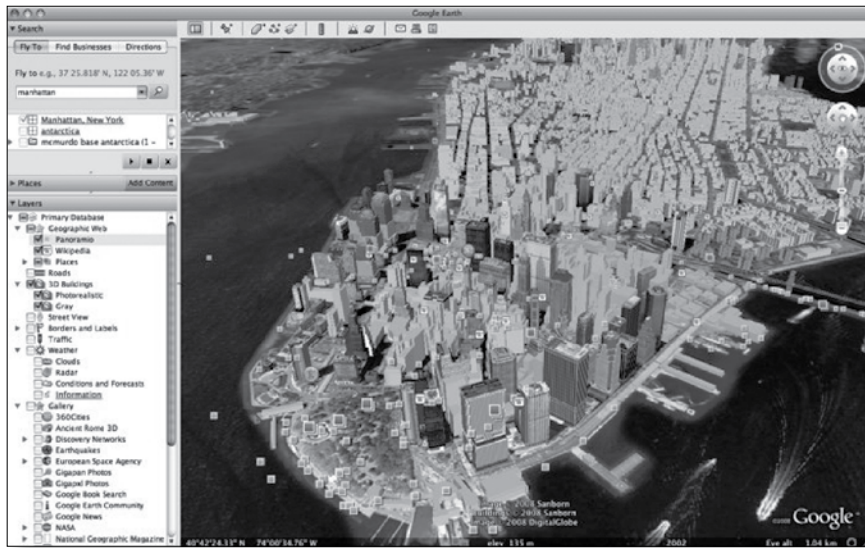 Google Earth
Search
Fly To
Find Businesses
Directions
Fly to e.g., 37 25.818' N, 122 05.36' W
manhattan
Manhattan, New York
antarctica
mcmurdo base antarctica (1 –
Places
Add Content
Layers
Primary Database
Geographic Web
Panoramio
Wikipedia
Places
Roads
3D Buildings
Photorealistic
Gray
Street View
Borders and Labels
Traffic
Weather
Clouds
Radar
Conditions and Forecasts
Information
Gallery
360Cities
Ancient Rome 3D
Discovery Networks
Earthquakes
European Space Agency
Gigapan Photos
Gigapxl Photos
Google Book Search
Google Earth Community
Google News
NASA
National Geographic Magazine
© 2008 Sanborn
© 2008 Sanborn
© 2008 DigitalGlobe
Google
40°42'24.33" N 74°00'34.76" W
elev 135 m
2002
Eye alt 1.04 km